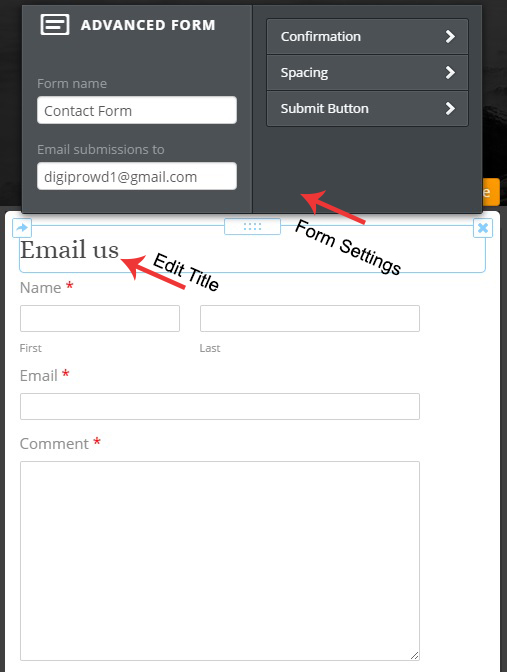 ADVANCED FORM
Form name
Contact Form
Email submissions to
digiprowd1@gmail.com
Confirmation
Spacing
Submit Button
e
Form Settings
Email us
Edit Title
Name *
First
Last
Email *
Comment *